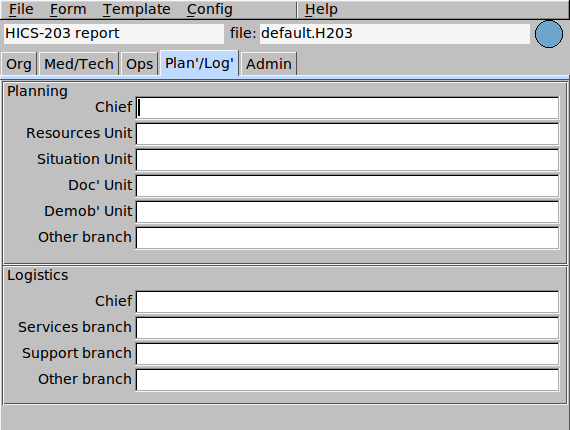 File Form Template Config Help
HICS-203 report file: default.H203
Org Med/Tech Ops Plan'/Log' Admin
Planning
Chief
Resources Unit
Situation Unit
Doc' Unit
Demob' Unit
Other branch
Logistics
Chief
Services branch
Support branch
Other branch